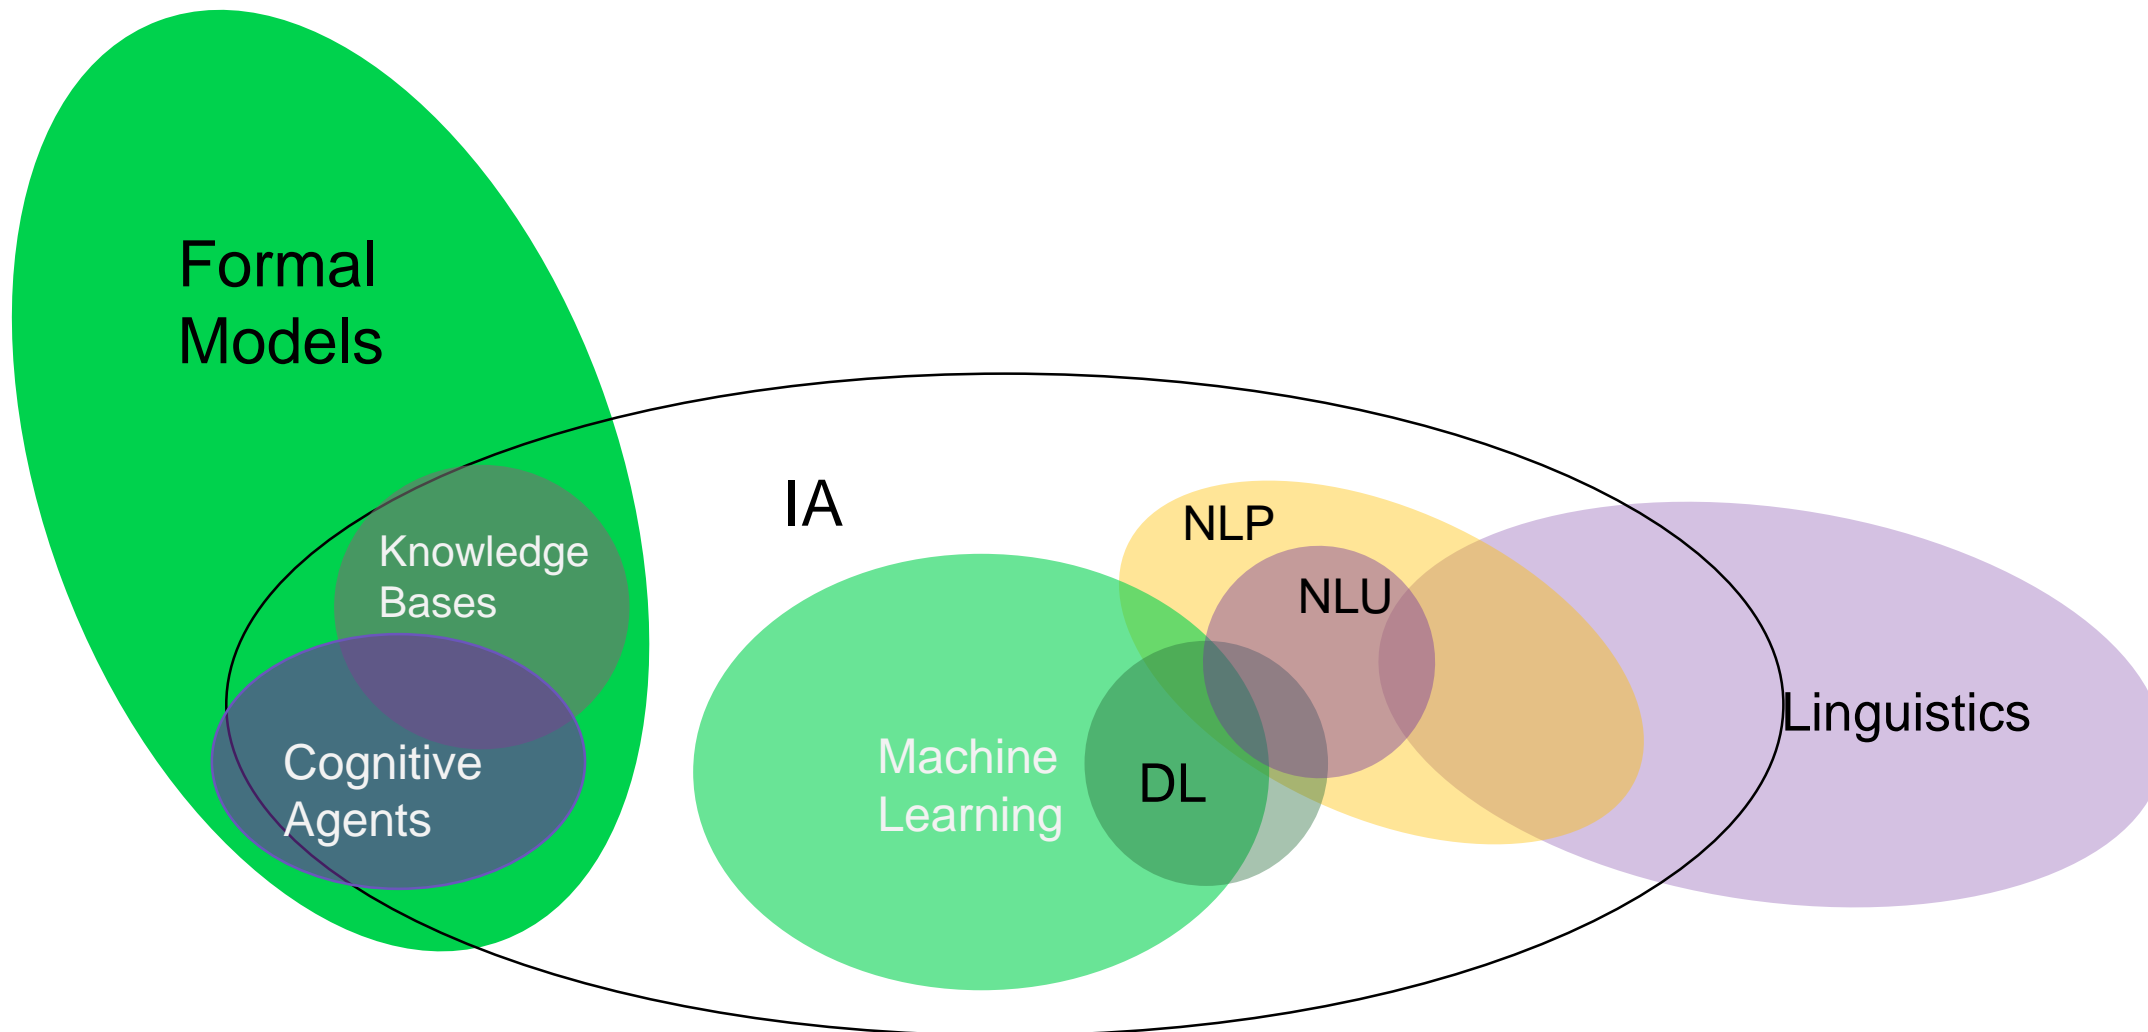 Formal
Models
IA
NLP
Knowledge
Bases
NLU
Linguistics
Cognitive
Agents
Machine
Learning
DL